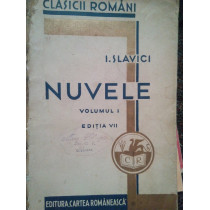 CLASICII ROMÂNI
I. SLAVICI
NUVELE
VOLUMUL I
EDIȚIA VII
EDITURA „CARTEA ROMÂNEASCĂ"